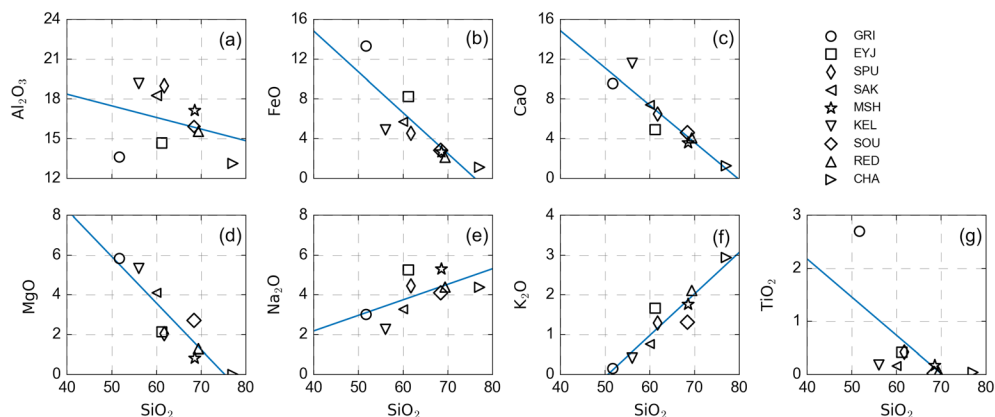 24
21
18
15
12
Al2O3
(a)
16
12
8
4
0
FeO
(b)
16
12
8
4
0
CaO
(c)
GRI
EYJ
SPU
SAK
MSH
KEL
SOU
RED
CHA
8
6
4
2
0
MgO
(d)
40 50 60 70 80
SiO2
8
6
4
2
0
Na2O
(e)
40 50 60 70 80
SiO2
4
3
2
1
0
K2O
(f)
40 50 60 70 80
SiO2
3
2
1
0
TiO2
(g)
40 50 60 70 80
SiO2